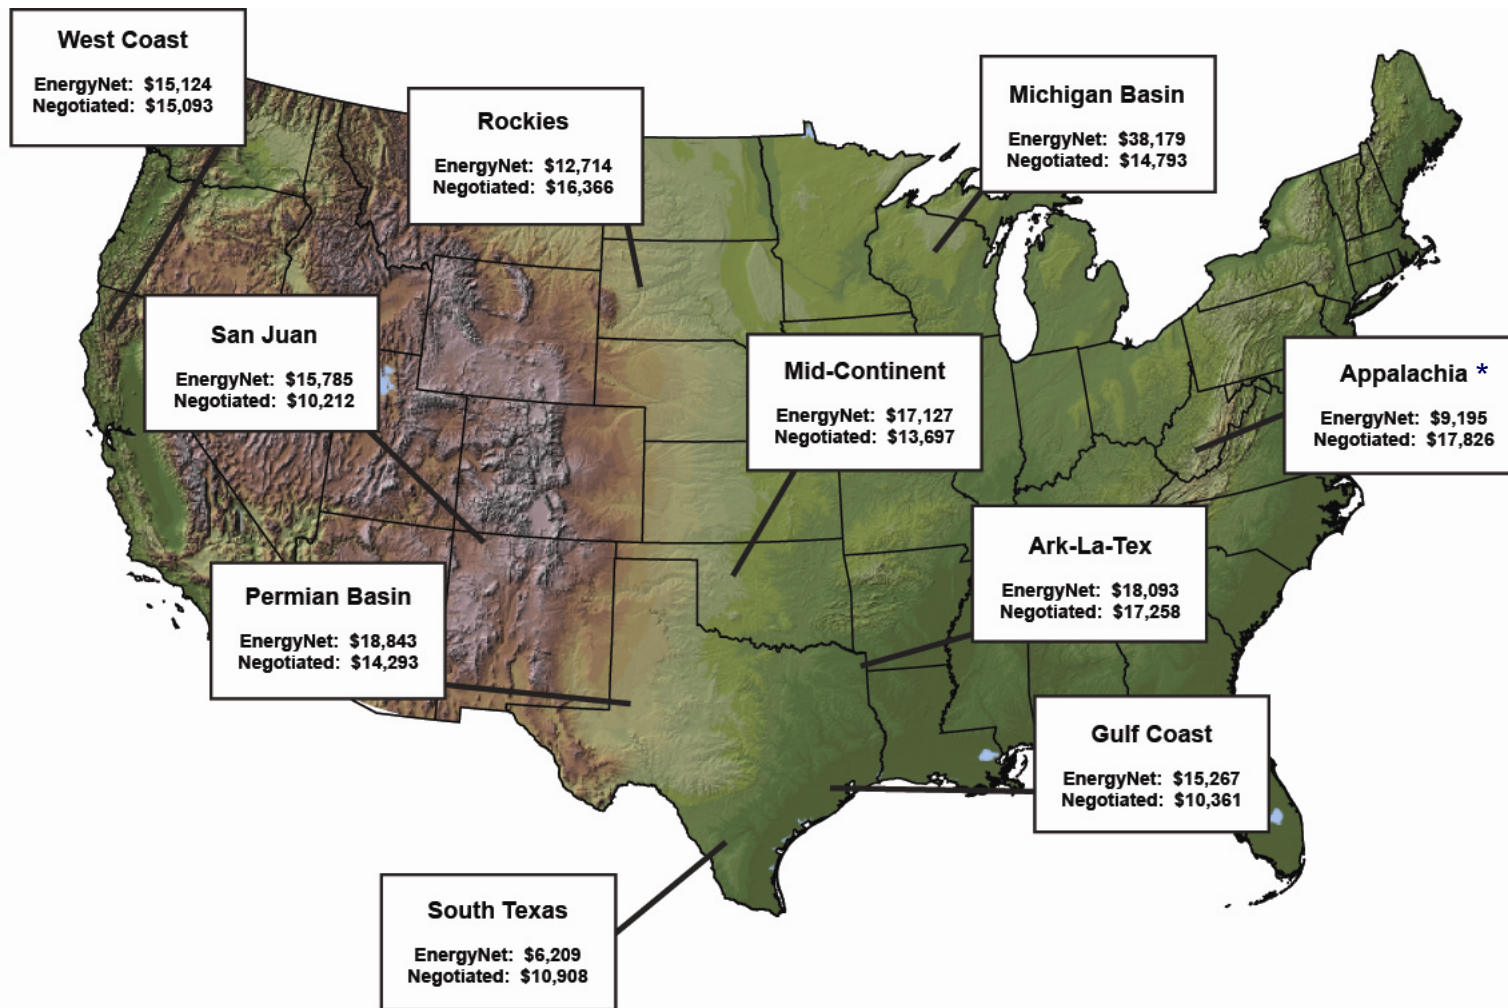 West Coast
EnergyNet: $15,124
Negotiated: $15,093
Rockies
EnergyNet: $12,714
Negotiated: $16,366
Michigan Basin
EnergyNet: $38,179
Negotiated: $14,793
San Juan
EnergyNet: $15,785
Negotiated: $10,212
Mid-Continent
EnergyNet: $17,127
Negotiated: $13,697
Appalachia *
EnergyNet: $9,195
Negotiated: $17,826
Permian Basin
EnergyNet: $18,843
Negotiated: $14,293
Ark-La-Tex
EnergyNet: $18,093
Negotiated: $17,258
Gulf Coast
EnergyNet: $15,267
Negotiated: $10,361
South Texas
EnergyNet: $6,209
Negotiated: $10,908